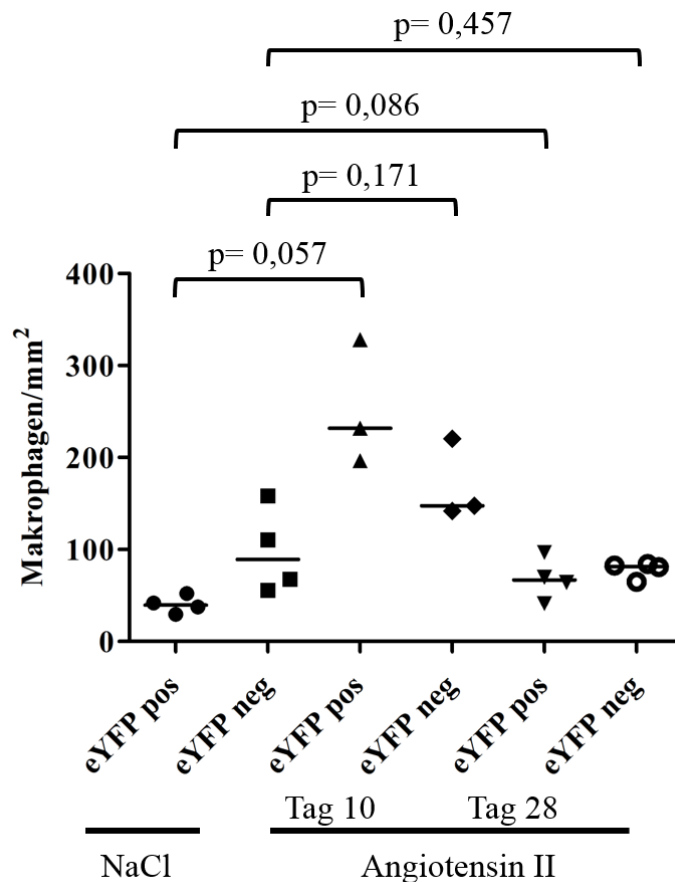 p= 0,457
p= 0,086
p= 0,171
p= 0,057
400
300
200
100
0
Makrophagen/mm²
eYFP pos
eYFP neg
eYFP pos
eYFP neg
eYFP pos
eYFP neg
Tag 10 Tag 28
NaCl Angiotensin II